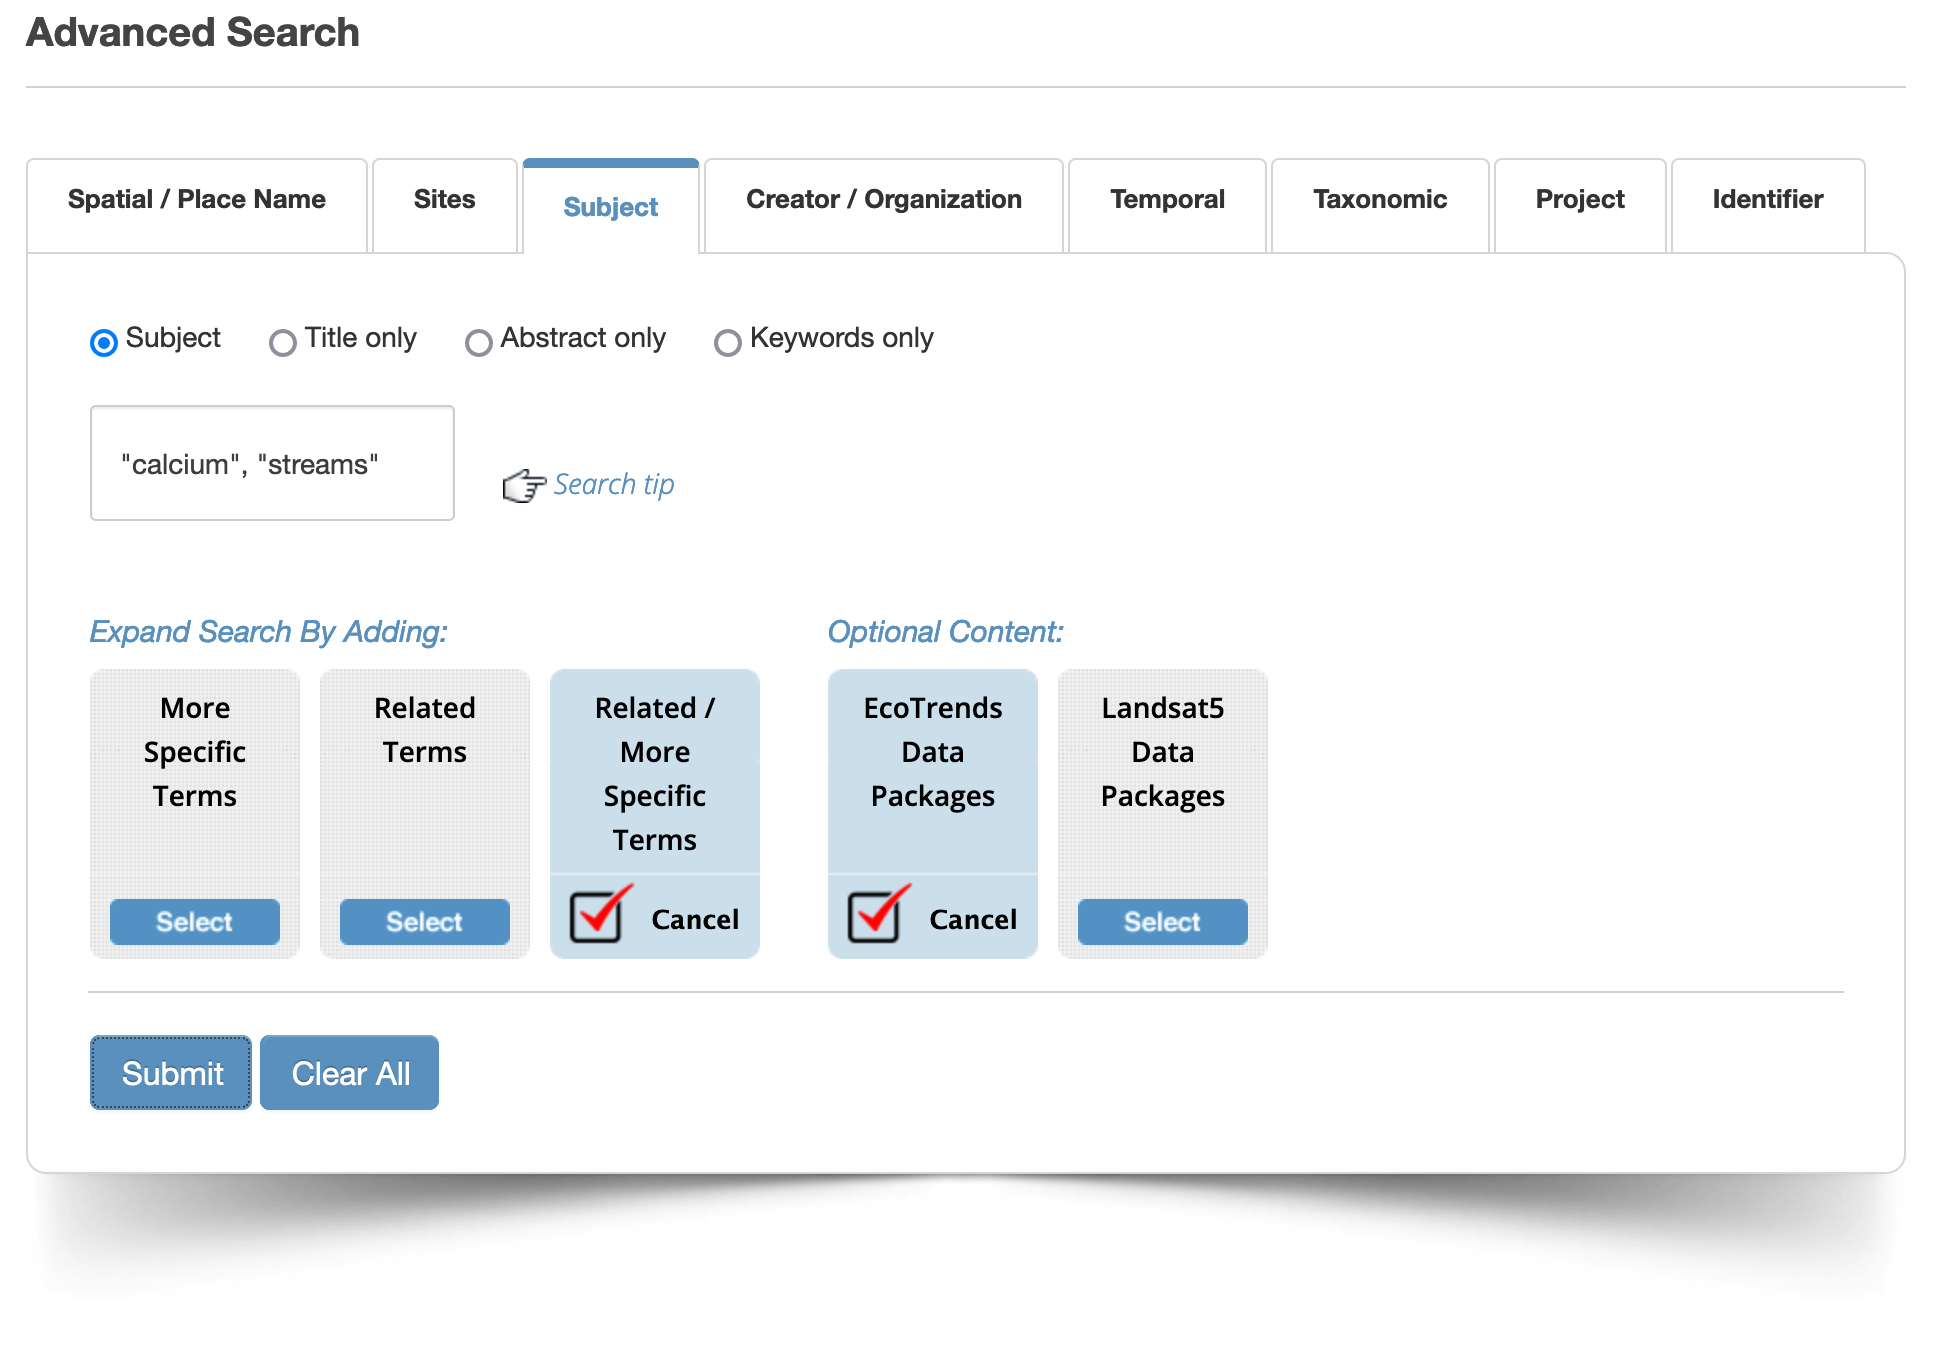 Advanced Search
Spatial / Place Name
Sites
Subject
Creator / Organization
Temporal
Taxonomic
Project
Identifier
Subject
Title only
Abstract only
Keywords only
"calcium", "streams"
Search tip
Expand Search By Adding:
More
Specific
Terms
Select
Related
Terms
Select
Related /
More
Specific
Terms
Cancel
Optional Content:
EcoTrends
Data
Packages
Cancel
Landsat5
Data
Packages
Select
Submit
Clear All